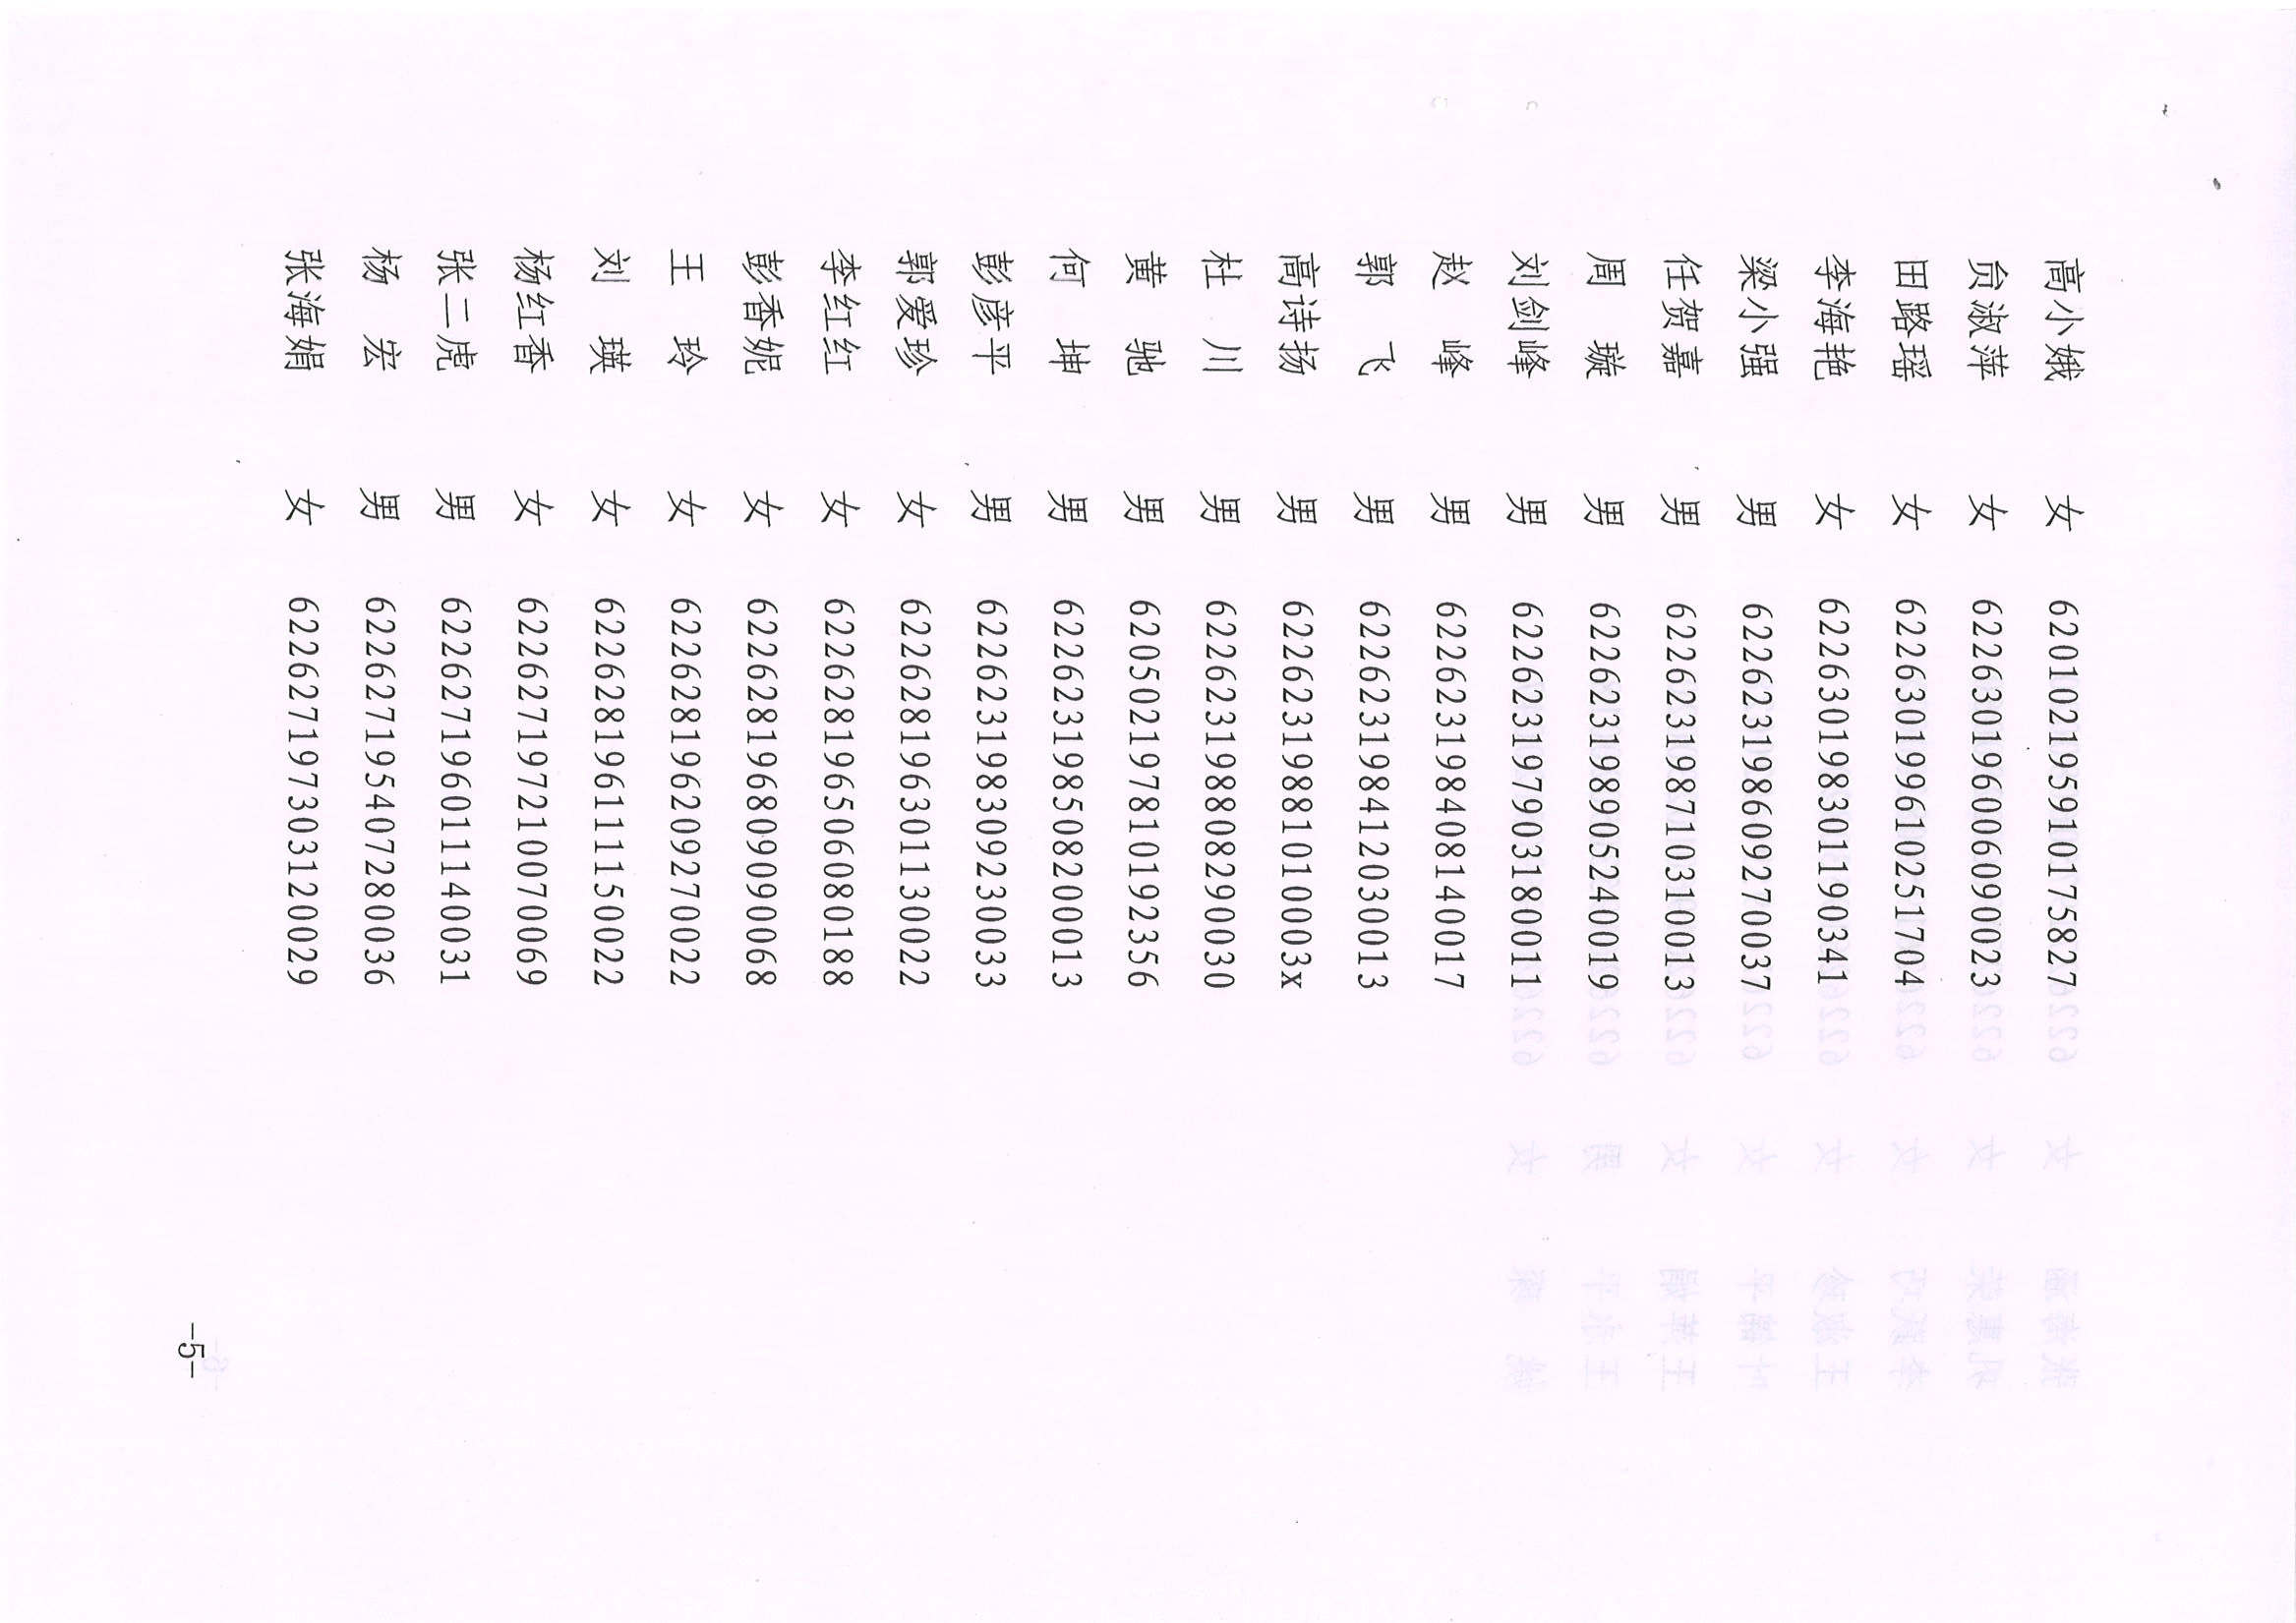 高小娥 女 620102195910175827
贠淑萍 女 622630196006090023
田路瑶 女 622630199610251704
李海艳 女 622630198301190341
梁小强 男 622623198609270037
任贺嘉 男 622623198710310013
周 璇 男 622623198905240019
刘剑峰 男 622623197903180011
赵 峰 男 622623198408140017
郭 飞 男 622623198412030013
高诗扬 男 62262319881010003x
杜 川 男 622623198808290030
黄 驰 男 620502197810192356
何 坤 男 622623198508200013
彭彦平 男 622623198309230033
郭爱珍 女 622628196301130022
李红红 女 622628196506080188
彭香妮 女 622628196809090068
王 玲 女 622628196209270022
刘 瑛 女 622628196111150022
杨红香 女 622627197210070069
张二虎 男 622627196011140031
杨 宏 男 622627195407280036
张海娟 女 622627197303120029
-5-